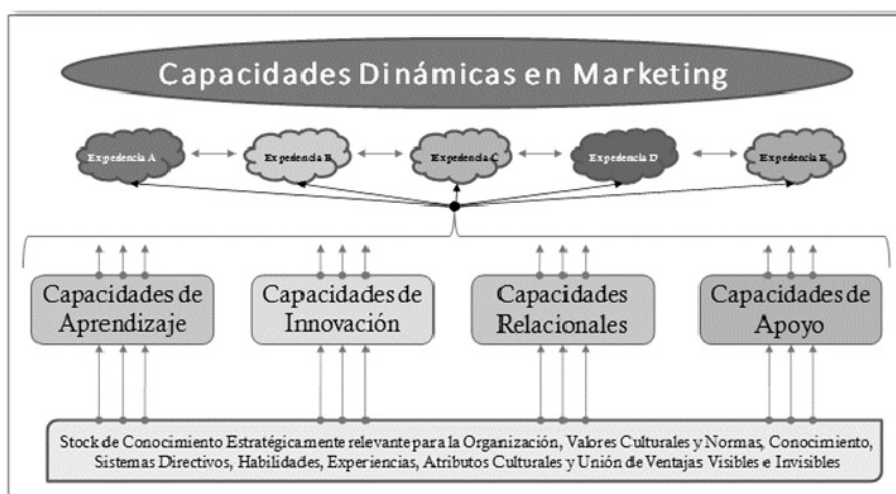 Capacidades Dinámicas en Marketing
Experiencia A
Experiencia B
Experiencia C
Experiencia D
Experiencia E
Capacidades de
Aprendizaje
Capacidades de
Innovación
Capacidades
Relacionales
Capacidades de
Apoyo
Stock de Conocimiento Estratégicamente relevante para la Organización, Valores Culturales y Normas, Conocimiento,
Sistemas Directivos, Habilidades, Experiencias, Atributos Culturales y Unión de Ventajas Visibles e Invisibles